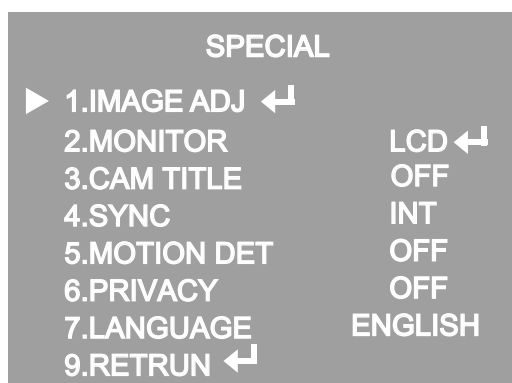 SPECIAL
1.IMAGE ADJ ↵
2.MONITOR LCD ↵
3.CAM TITLE OFF
4.SYNC INT
5.MOTION DET OFF
6.PRIVACY OFF
7.LANGUAGE ENGLISH
9.RETRUN ↵